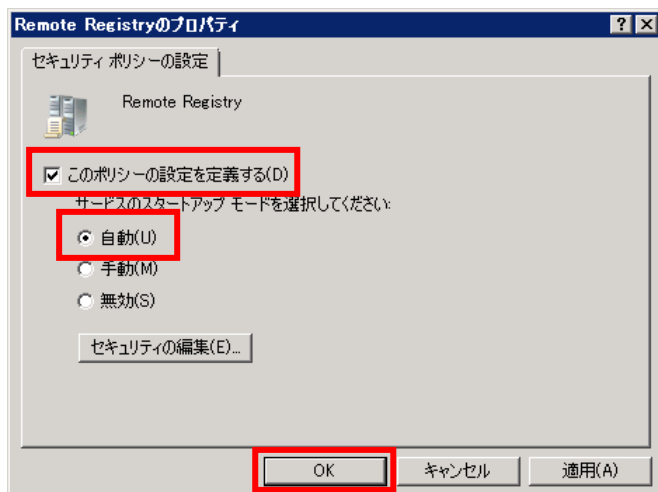 Remote Registryのプロパティ
セキュリティ ポリシーの設定
Remote Registry
このポリシーの設定を定義する(D)
サービスのスタートアップ モードを選択してください:
自動(U)
手動(M)
無効(S)
セキュリティの編集(E)...
OK キャンセル 適用(A)